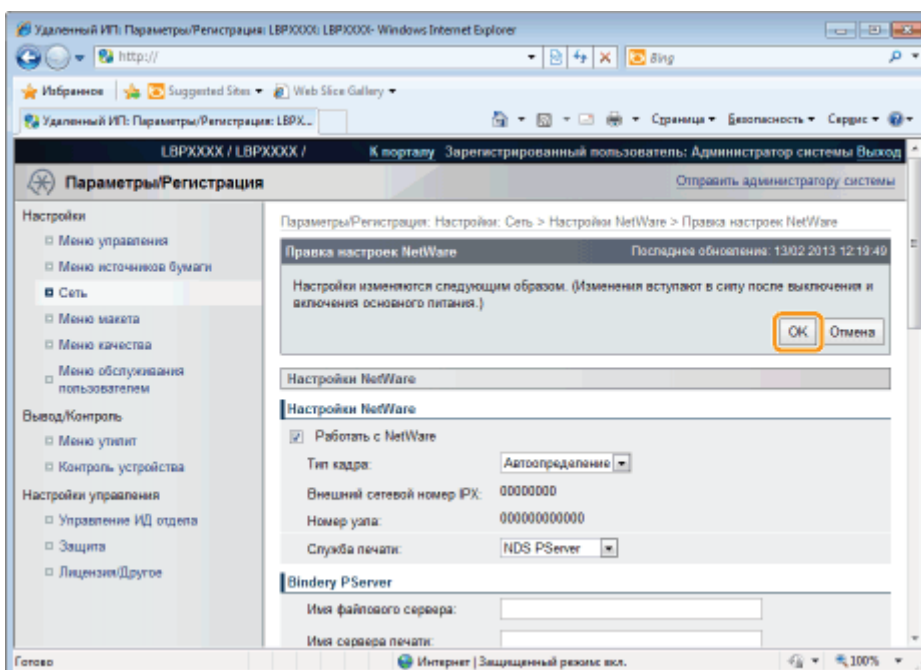 Удаленный ИП: Параметры/Регистрация: LBPXXXX: LBPXXXX- Windows Internet Explorer
http://
Bing
Избранное Suggested Sites Web Slice Gallery
Удаленный ИП: Параметры/Регистрация: LBPX... Страница Безопасность Сервис
LBPXXXX / LBPXXXX / К порталу Зарегистрированный пользователь: Администратор системы Выход
Параметры/Регистрация Отправить администратору системы
Настройки
Меню управления
Меню источников бумаги
Сеть
Меню макета
Меню качества
Меню обслуживания
пользователем
Вывод/Контроль
Меню утилит
Контроль устройства
Настройки управления
Управление ИД отдела
Защита
Лицензия/Другое
Параметры/Регистрация: Настройки: Сеть > Настройки NetWare > Правка настроек NetWare
Правка настроек NetWare Последнее обновление: 13/02 2013 12:19:49
Настройки изменяются следующим образом. (Изменения вступают в силу после выключения и
включения основного питания.)
OK Отмена
Настройки NetWare
Настройки NetWare
Работать с NetWare
Тип кадра: Автоопределение
Внешний сетевой номер IPX: 00000000
Номер узла: 000000000000
Служба печати: NDS PServer
Bindery PServer
Имя файлового сервера:
Имя сервера печати:
Готово Интернет | Защищенный режим: вкл. 100%